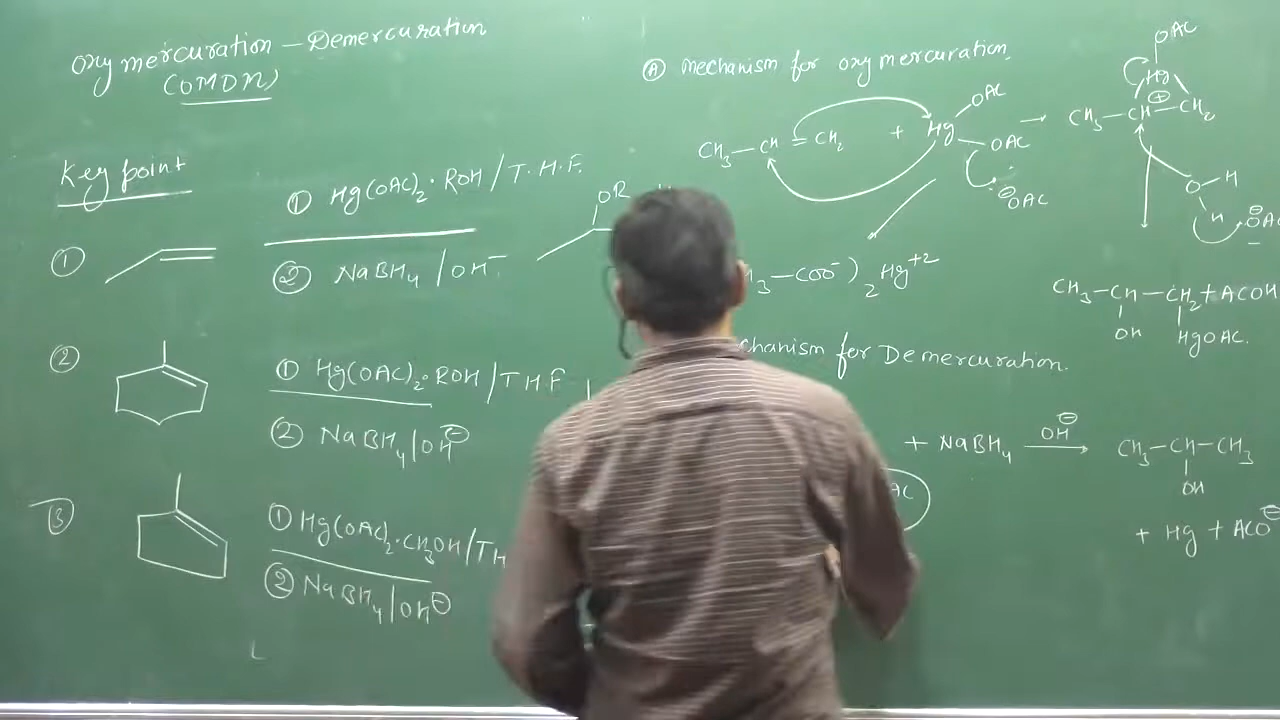 Oxymercuration – Demercuration
(OMDM)
Key point
①
① Hg(OAC)₂·ROH/T.H.F.
② NaBH₄/OH⁻
OR
②
① Hg(OAC)₂·ROH/THF
② NaBH₄/OH⊖
③
① Hg(OAC)₂·CH₃OH/TH
② NaBH₄/OH⊖
Ⓐ mechanism for oxymercuration.
CH₃–CH=CH₂ + Hg
OAC
OAC
⊖OAC
→
OAC
Hg
⊕
CH₃–CH–CH₂
O–H
H
⊖OAC
₃–COO⁻)₂Hg⁺²
CH₃–CH–CH₂+ACOH
OH
HgOAC.
chanism for Demercuration.
+ NaBH₄ OH⊖ → CH₃–CH–CH₃
OH
AC
+ Hg + ACO⊖